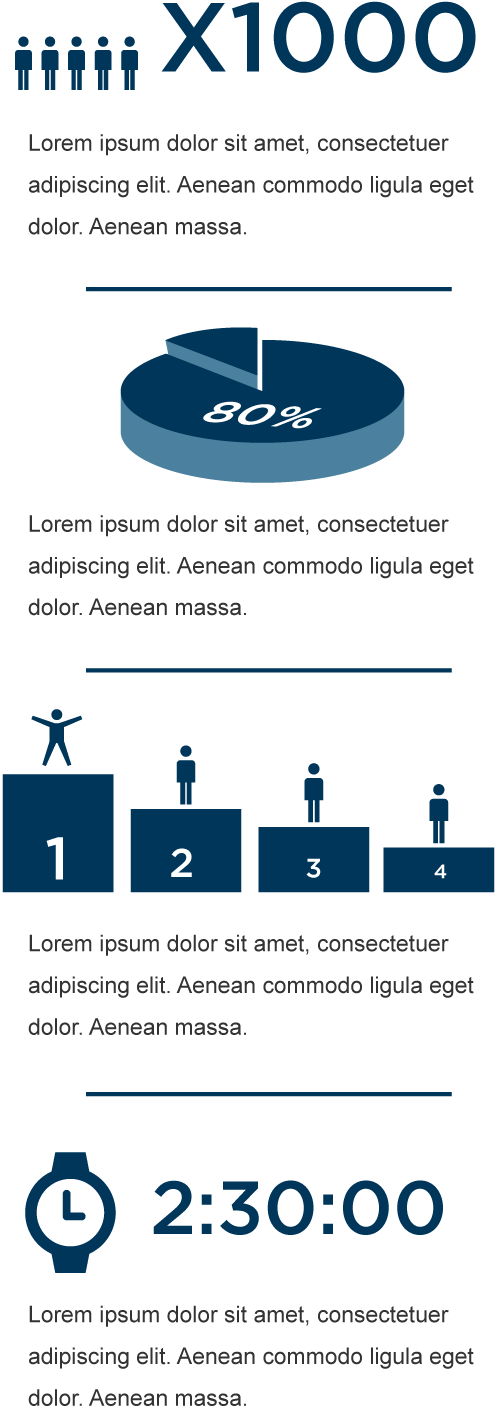 X1000
Lorem ipsum dolor sit amet, consectetuer
adipiscing elit. Aenean commodo ligula eget
dolor. Aenean massa.
80%
Lorem ipsum dolor sit amet, consectetuer
adipiscing elit. Aenean commodo ligula eget
dolor. Aenean massa.
1 2 3 4
Lorem ipsum dolor sit amet, consectetuer
adipiscing elit. Aenean commodo ligula eget
dolor. Aenean massa.
2:30:00
Lorem ipsum dolor sit amet, consectetuer
adipiscing elit. Aenean commodo ligula eget
dolor. Aenean massa.